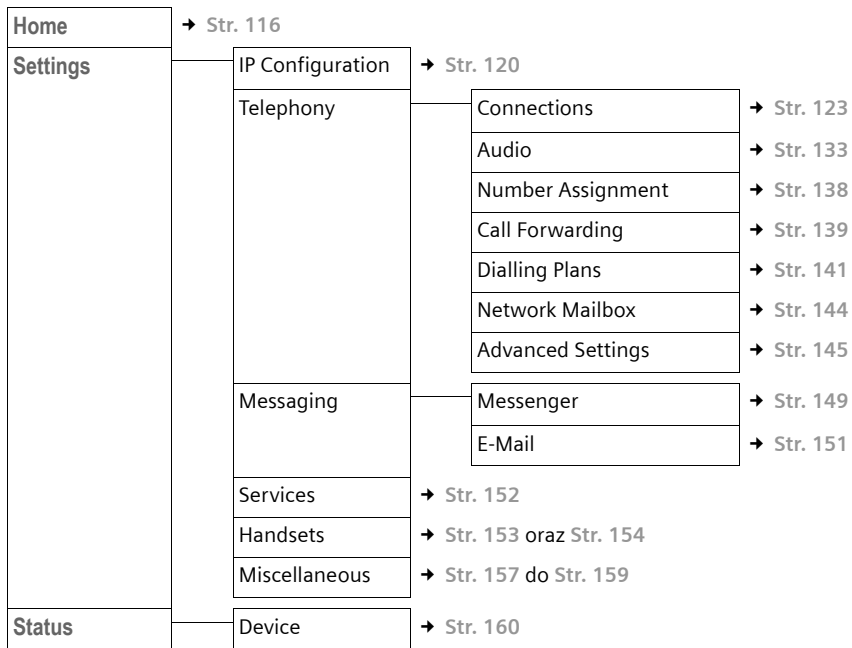 Home → Str. 116
Settings IP Configuration → Str. 120
Telephony Connections → Str. 123
Audio → Str. 133
Number Assignment → Str. 138
Call Forwarding → Str. 139
Dialling Plans → Str. 141
Network Mailbox → Str. 144
Advanced Settings → Str. 145
Messaging Messenger → Str. 149
E-Mail → Str. 151
Services → Str. 152
Handsets → Str. 153 oraz Str. 154
Miscellaneous → Str. 157 do Str. 159
Status Device → Str. 160